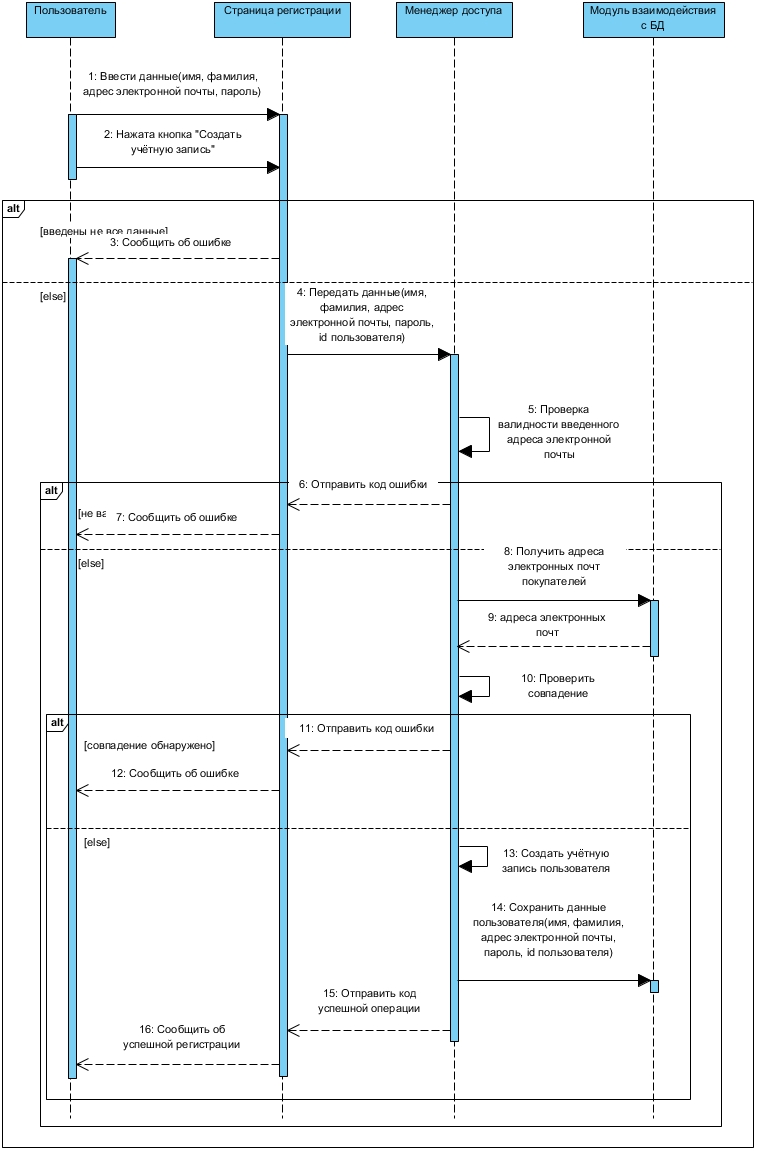 Пользователь
Страница регистрации
Менеджер доступа
Модуль взаимодействия
с БД
1: Ввести данные(имя, фамилия,
адрес электронной почты, пароль)
2: Нажата кнопка "Создать
учётную запись"
alt
[введены не все данные]
3: Сообщить об ошибке
[else]
4: Передать данные(имя,
фамилия, адрес
электронной почты, пароль,
id пользователя)
5: Проверка
валидности введенного
адреса электронной
почты
alt
6: Отправить код ошибки
[не
7: Сообщить об ошибке
8: Получить адреса
электронных почт
покупателей
[else]
9: адреса электронных
почт
10: Проверить
совпадение
alt
11: Отправить код ошибки
[совпадение обнаружено]
12: Сообщить об ошибке
[else]
13: Создать учётную
запись пользователя
14: Сохранить данные
пользователя(имя, фамилия,
адрес электронной почты,
пароль, id пользователя)
15: Отправить код
успешной операции
16: Сообщить об
успешной регистрации